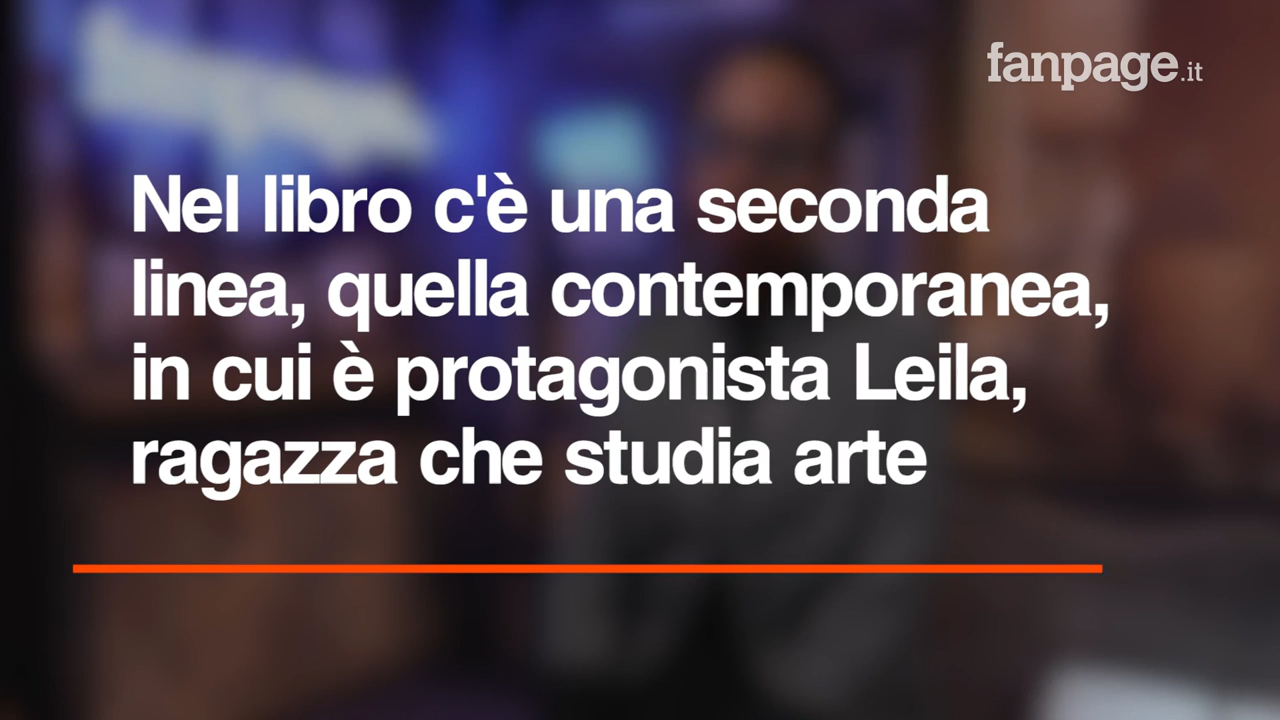 fanpage.it
Nel libro c'è una seconda
linea, quella contemporanea,
in cui è protagonista Leila,
ragazza che studia arte